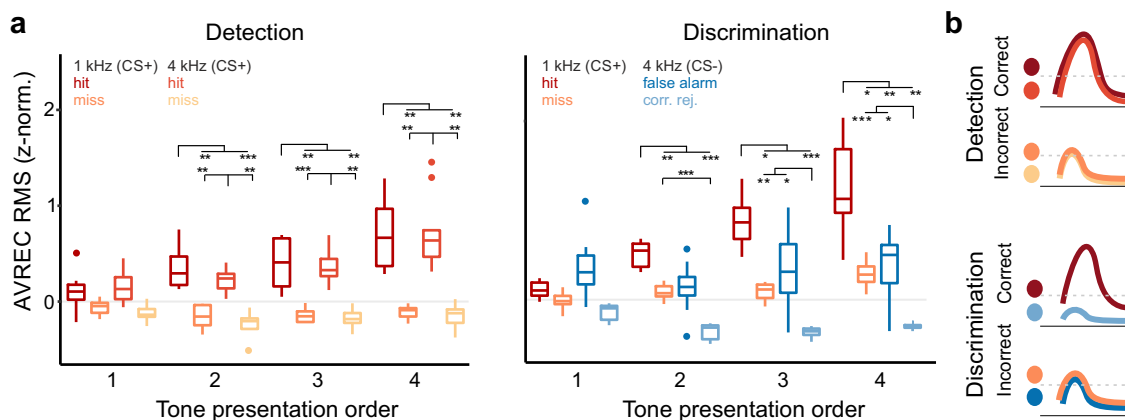 a
Detection
1 kHz (CS+) 4 kHz (CS+)
hit hit
miss miss
AVREC RMS (z-norm.)
2
1
0
** ***
** **
** **
*** **
** **
** **
1 2 3 4
Tone presentation order
Discrimination
1 kHz (CS+) 4 kHz (CS-)
hit false alarm
miss corr. rej.
** ***
***
* ***
** *
* ** **
*** *
1 2 3 4
Tone presentation order
b
Detection
Correct
Incorrect
Discrimination
Correct
Incorrect